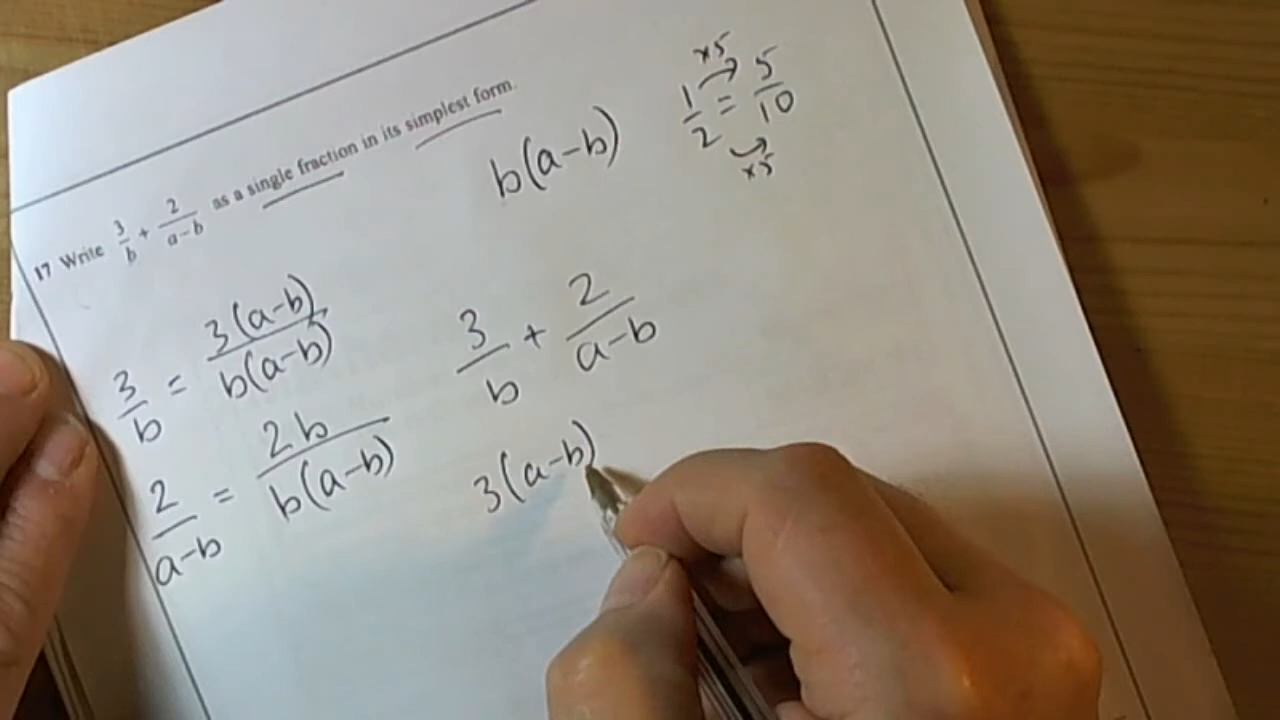 17 Write 3/b + 2/(a-b) as a single fraction in its simplest form.
b(a-b)
×5
1/2 = 5/10
×5
3/b = 3(a-b)/b(a-b)
2/(a-b) = 2b/b(a-b)
3/b + 2/(a-b)
3(a-b)